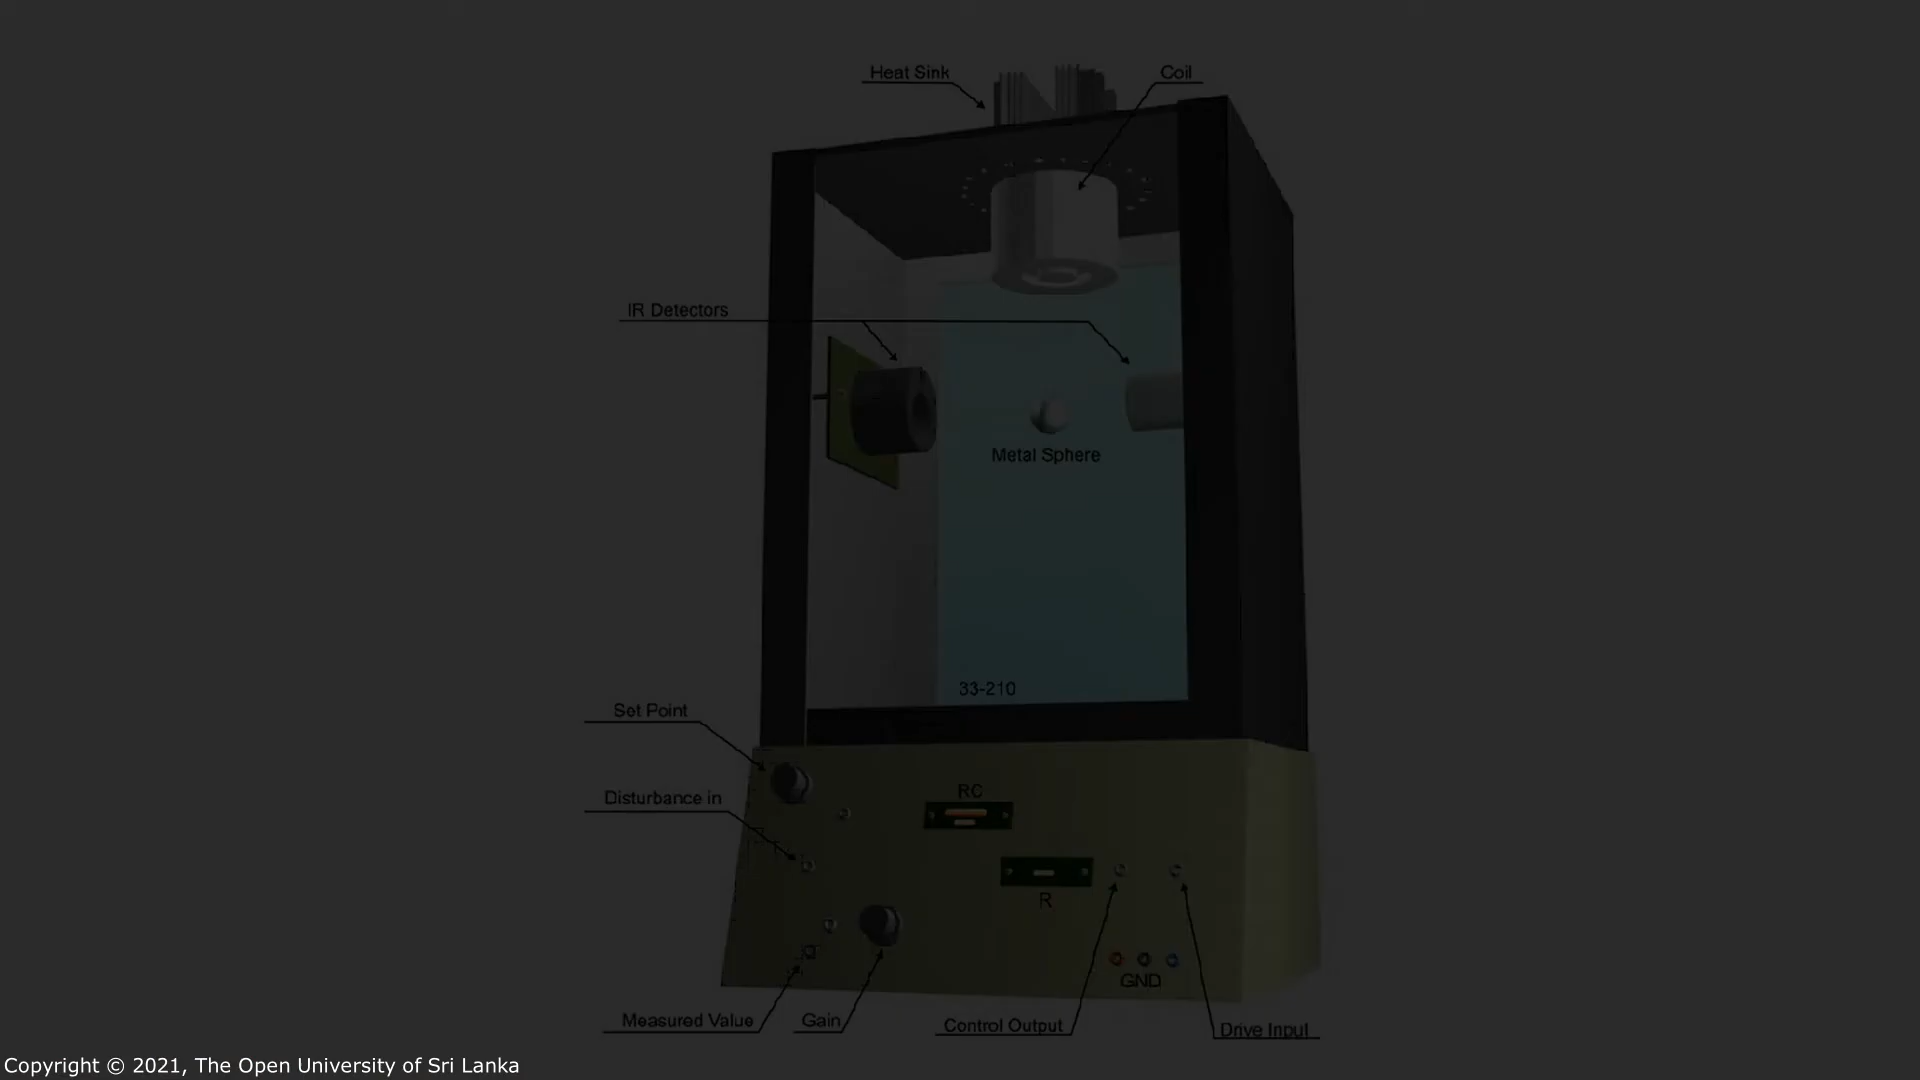 Heat Sink
Coil
IR Detectors
Metal Sphere
33-210
Set Point
Disturbance in
RC
R
GND
Measured Value
Gain
Control Output
Drive Input
Copyright © 2021, The Open University of Sri Lanka